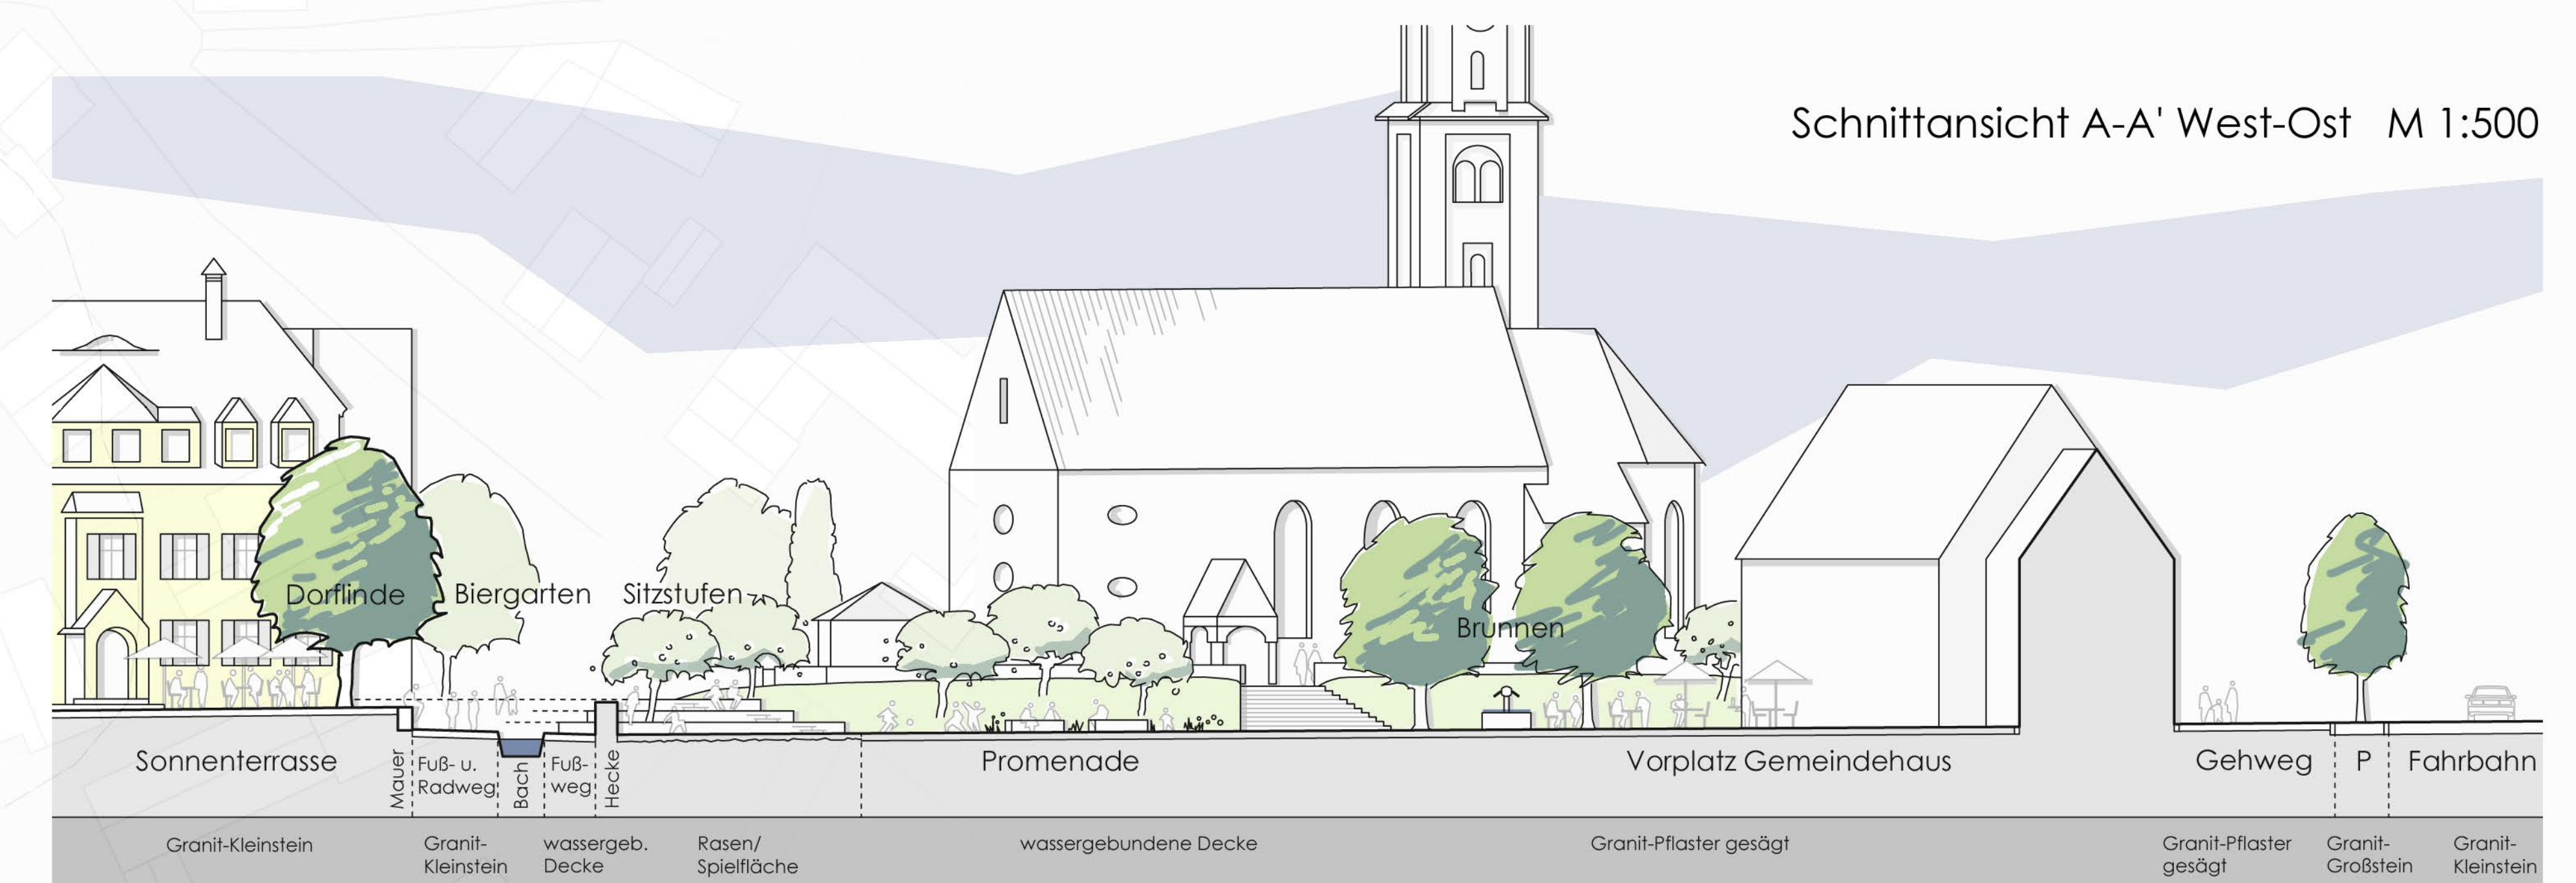 Schnittansicht A-A' West-Ost M 1:500
Dorflinde
Biergarten
Sitzstufen
Brunnen
Sonnenterrasse
Mauer
Fuß- u.
Radweg
Bach
Fuß-
weg
Hecke
Promenade
Vorplatz Gemeindehaus
Gehweg
P
Fahrbahn
Granit-Kleinstein
Granit-
Kleinstein
wassergeb.
Decke
Rasen/
Spielfläche
wassergebundene Decke
Granit-Pflaster gesägt
Granit-Pflaster
gesägt
Granit-
Großstein
Granit-
Kleinstein